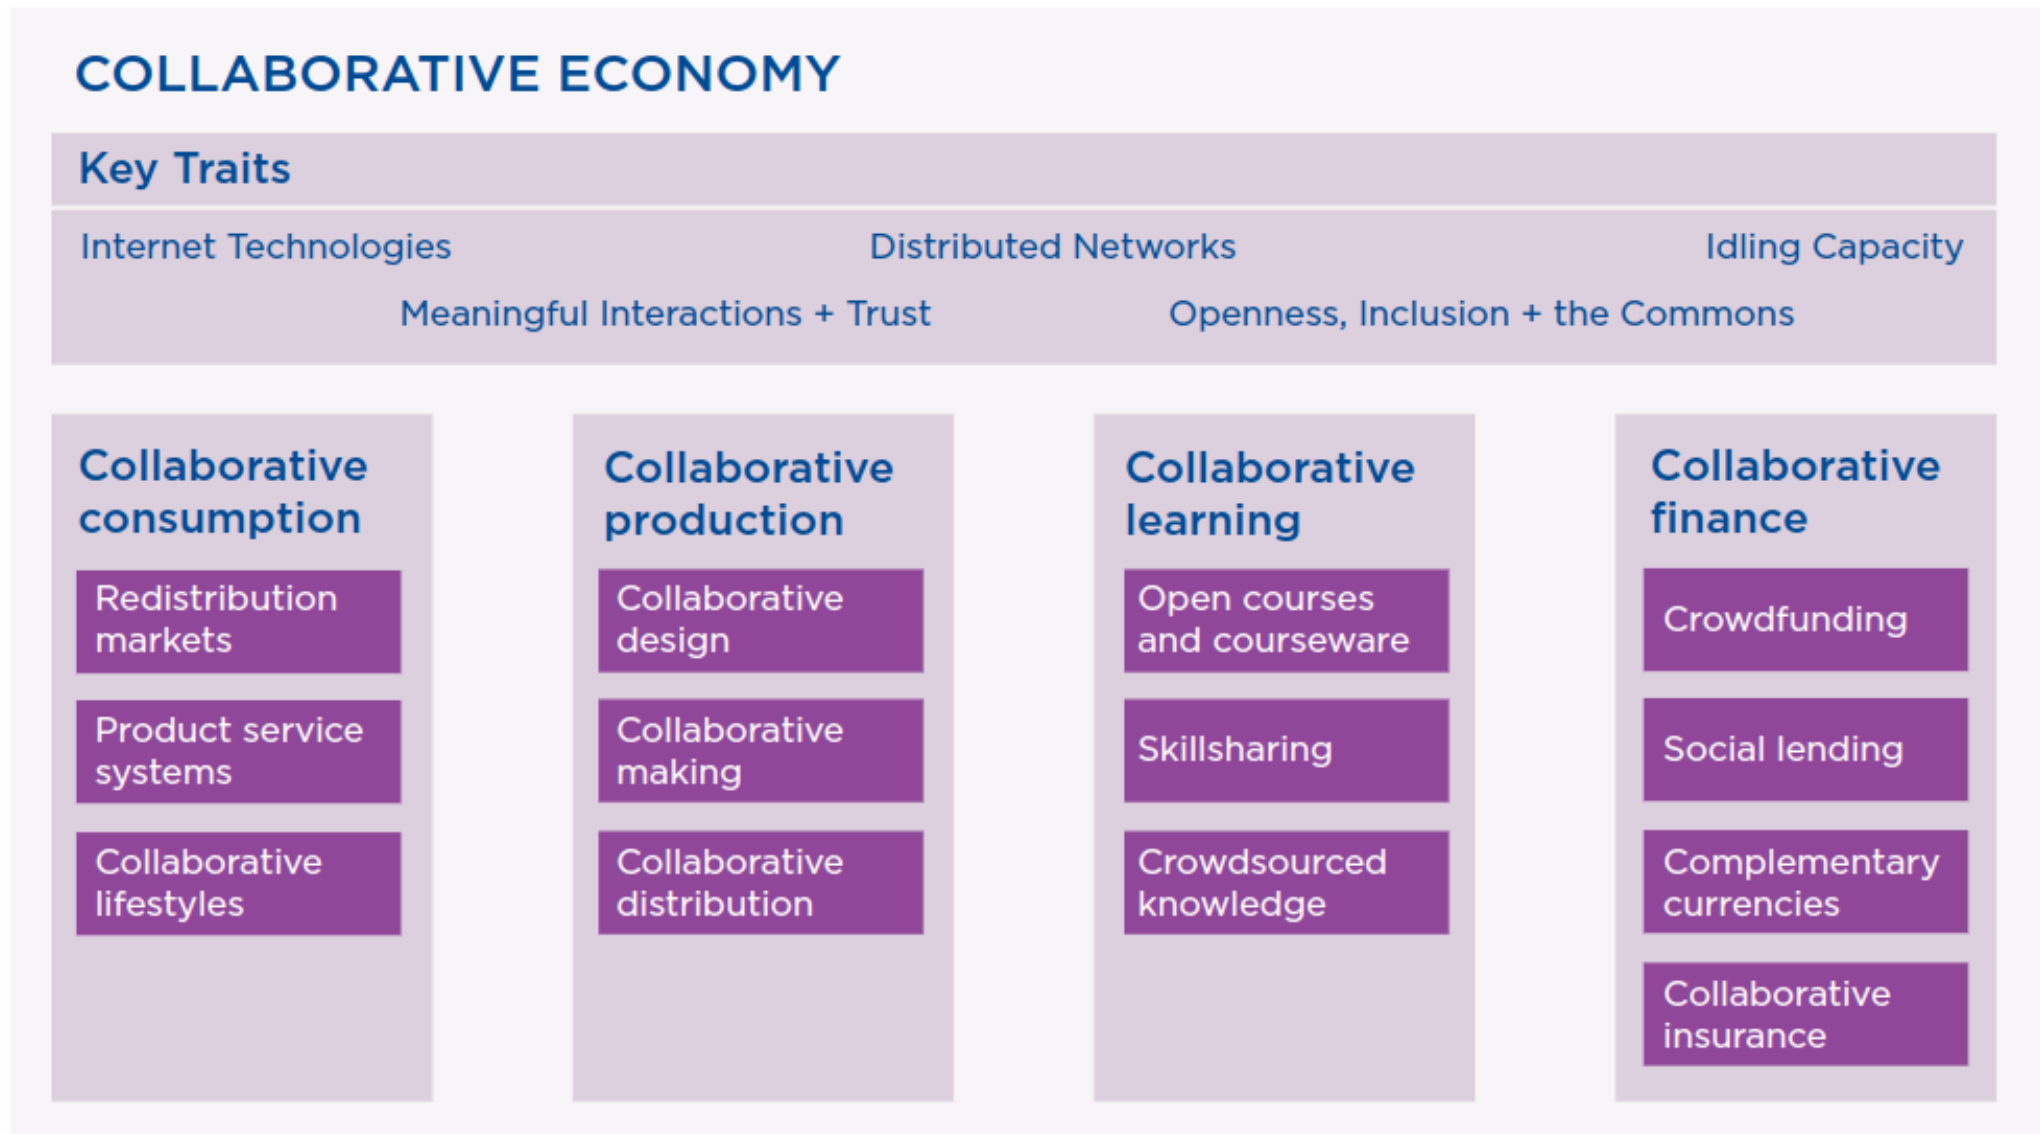 COLLABORATIVE ECONOMY
Key Traits
Internet Technologies
Distributed Networks
Idling Capacity
Meaningful Interactions + Trust
Openness, Inclusion + the Commons
Collaborative
consumption
Redistribution
markets
Product service
systems
Collaborative
lifestyles
Collaborative
production
Collaborative
design
Collaborative
making
Collaborative
distribution
Collaborative
learning
Open courses
and courseware
Skillsharing
Crowdsourced
knowledge
Collaborative
finance
Crowdfunding
Social lending
Complementary
currencies
Collaborative
insurance